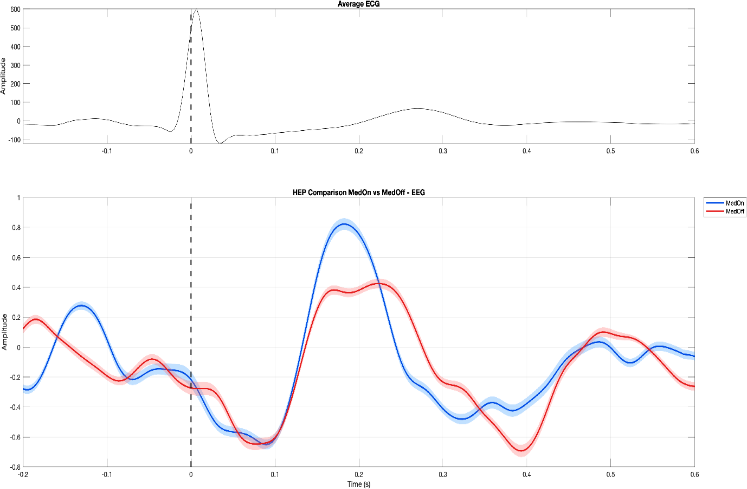 Average ECG
Amplitude
600
500
400
300
200
100
0
-100
-0.1 0 0.1 0.2 0.3 0.4 0.5 0.6
HEP Comparison MedOn vs MedOff - EEG
MedOn
MedOff
Amplitude
1
0.8
0.6
0.4
0.2
0
-0.2
-0.4
-0.6
-0.8
-0.2 -0.1 0 0.1 0.2 0.3 0.4 0.5 0.6
Time (s)